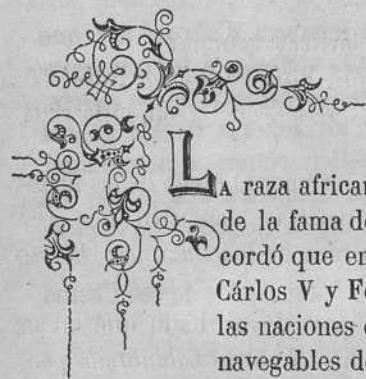 LA raza african
de la fama de
cordó que en
Cárlos V y Fe
las naciones d
navegables de